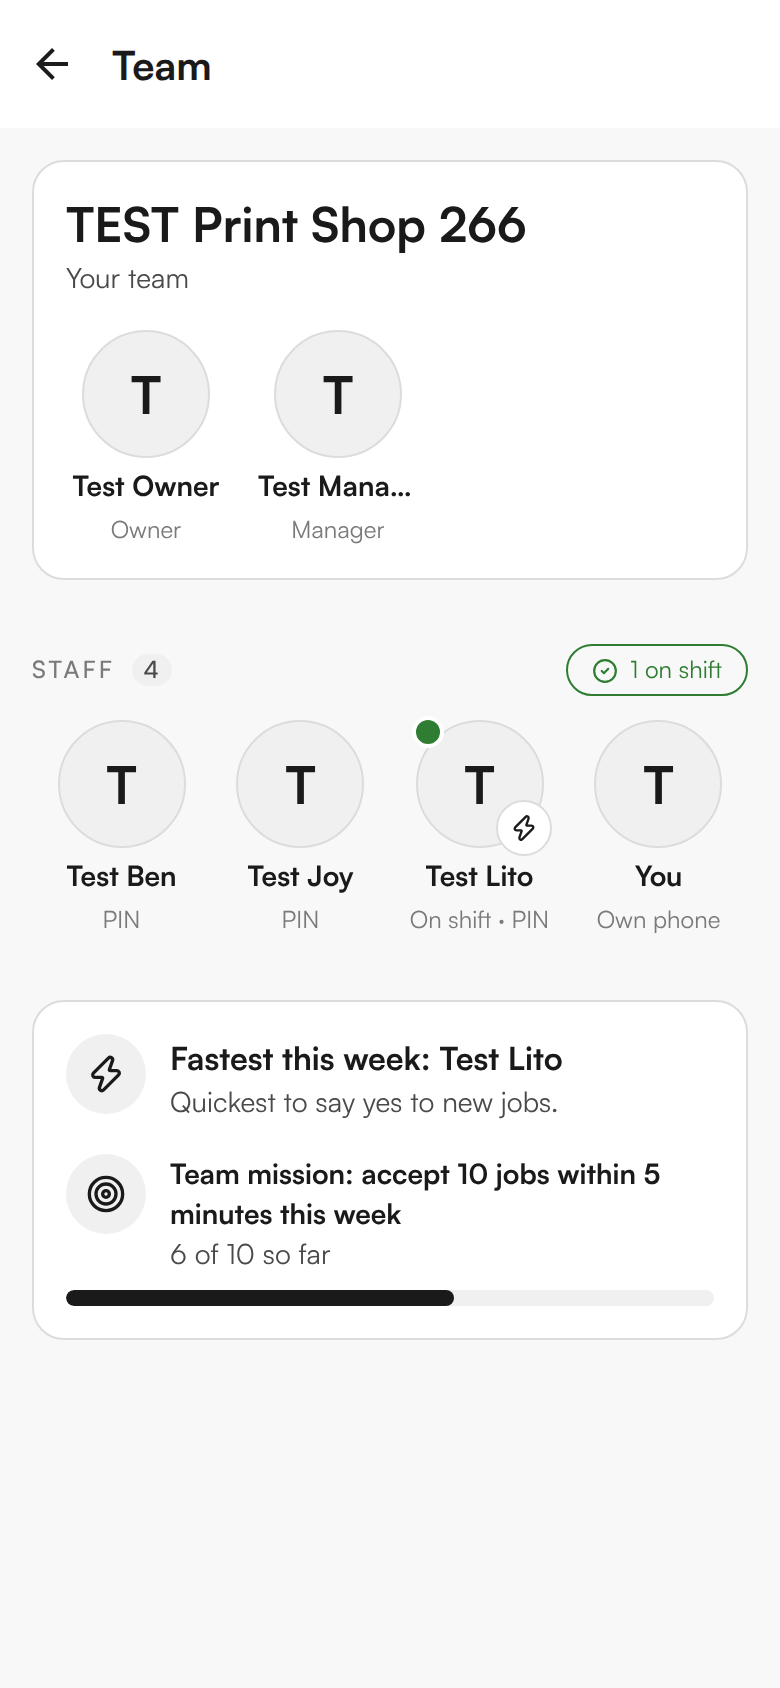 Team
TEST Print Shop 266
Your team
T
T
Test Owner
Test Mana...
Owner
Manager
STAFF 4
1 on shift
T
T
T
T
Test Ben
Test Joy
Test Lito
You
PIN
PIN
On shift · PIN
Own phone
Fastest this week: Test Lito
Quickest to say yes to new jobs.
Team mission: accept 10 jobs within 5
minutes this week
6 of 10 so far